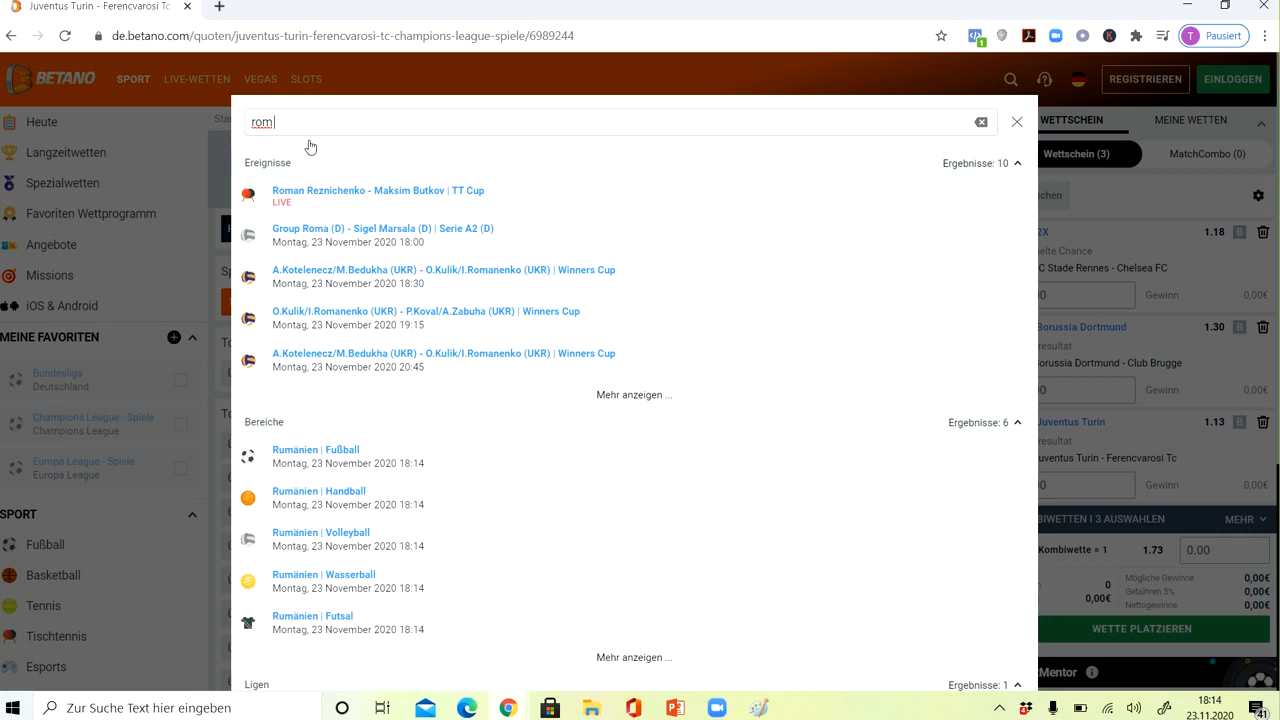 Juventus Turin - Ferencvarosi Tc
de.betano.com/quoten/juventus-turin-ferencvarosi-tc-champions-league-spiele/6989244
1
T Pausiert
BETANO SPORT LIVE-WETTEN VEGAS SLOTS REGISTRIEREN EINLOGGEN
Heute
Langzeitwetten
Spezialwetten
Favoriten Wettprogramm
Angebote
Missions
iOS & Android
MEINE FAVORITEN
Bundesliga
Deutschland
Champions League - Spiele
Champions League
Europa League - Spiele
Europa League
SPORT
Fußball
Basketball
Tennis
Tischtennis
Esports
rom
Ereignisse Ergebnisse: 10
Roman Reznichenko - Maksim Butkov | TT Cup
LIVE
Group Roma (D) - Sigel Marsala (D) | Serie A2 (D)
Montag, 23 November 2020 18:00
A.Kotelenecz/M.Bedukha (UKR) - O.Kulik/I.Romanenko (UKR) | Winners Cup
Montag, 23 November 2020 18:30
O.Kulik/I.Romanenko (UKR) - P.Koval/A.Zabuha (UKR) | Winners Cup
Montag, 23 November 2020 19:15
A.Kotelenecz/M.Bedukha (UKR) - O.Kulik/I.Romanenko (UKR) | Winners Cup
Montag, 23 November 2020 20:45
Mehr anzeigen ...
Bereiche Ergebnisse: 6
Rumänien | Fußball
Montag, 23 November 2020 18:14
Rumänien | Handball
Montag, 23 November 2020 18:14
Rumänien | Volleyball
Montag, 23 November 2020 18:14
Rumänien | Wasserball
Montag, 23 November 2020 18:14
Rumänien | Futsal
Montag, 23 November 2020 18:14
Mehr anzeigen ...
Ligen Ergebnisse: 1
WETTSCHEIN MEINE WETTEN
Wettschein (3) MatchCombo (0)
2X 1.18 B
C Stade Rennes - Chelsea FC
Gewinn 0,00€
Borussia Dortmund 1.30 B
Borussia Dortmund - Club Brugge
Gewinn 0,00€
Juventus Turin 1.13 B
Juventus Turin - Ferencvarosi Tc
Gewinn 0,00€
AUSWAHLEN MEHR
Kombiwette = 1 1.73 0.00
0 Mögliche Gewinne 0,00€
0,00€ Gebühren 5% 0,00€
Nettogewinne 0,00€
WETTE PLATZIEREN
Mentor
Zur Suche Text hier eingeben
18:14
23.11.2020
41